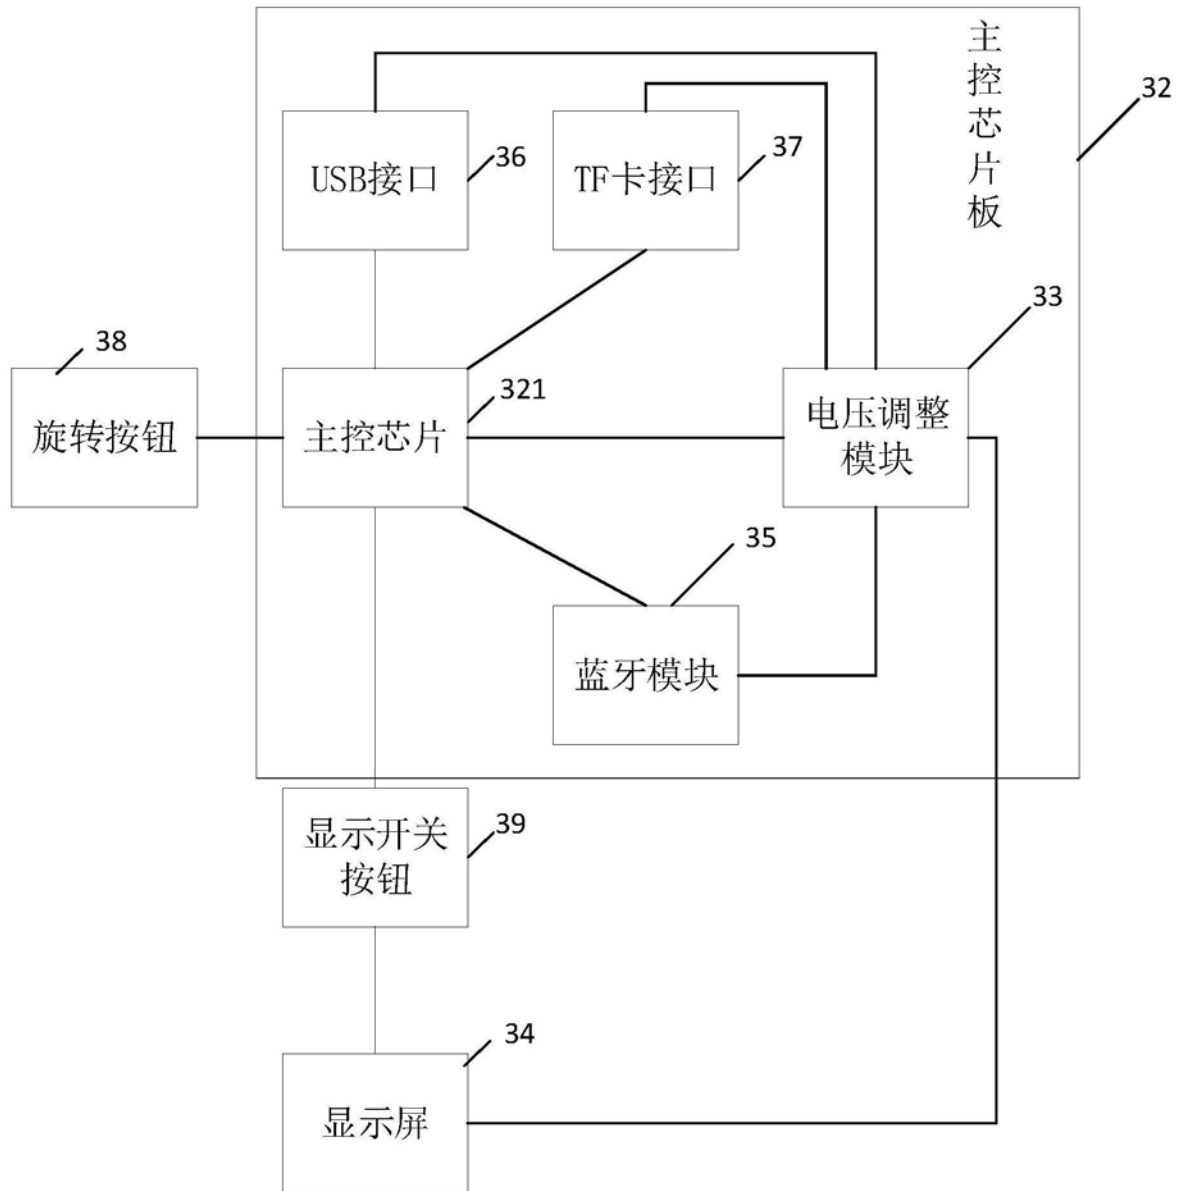 主控芯片板
32
USB接口
36
TF卡接口
37
33
38
旋转按钮
主控芯片
321
电压调整
模块
35
蓝牙模块
显示开关
按钮
39
34
显示屏